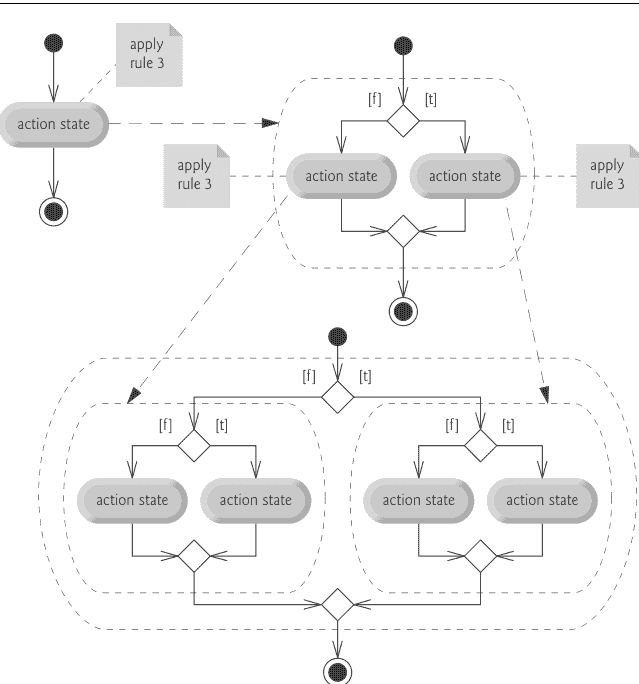 apply
rule 3
action state
[f] [t]
apply
rule 3
action state
action state
apply
rule 3
[f] [t]
[f] [t]
[f] [t]
action state
action state
action state
action state